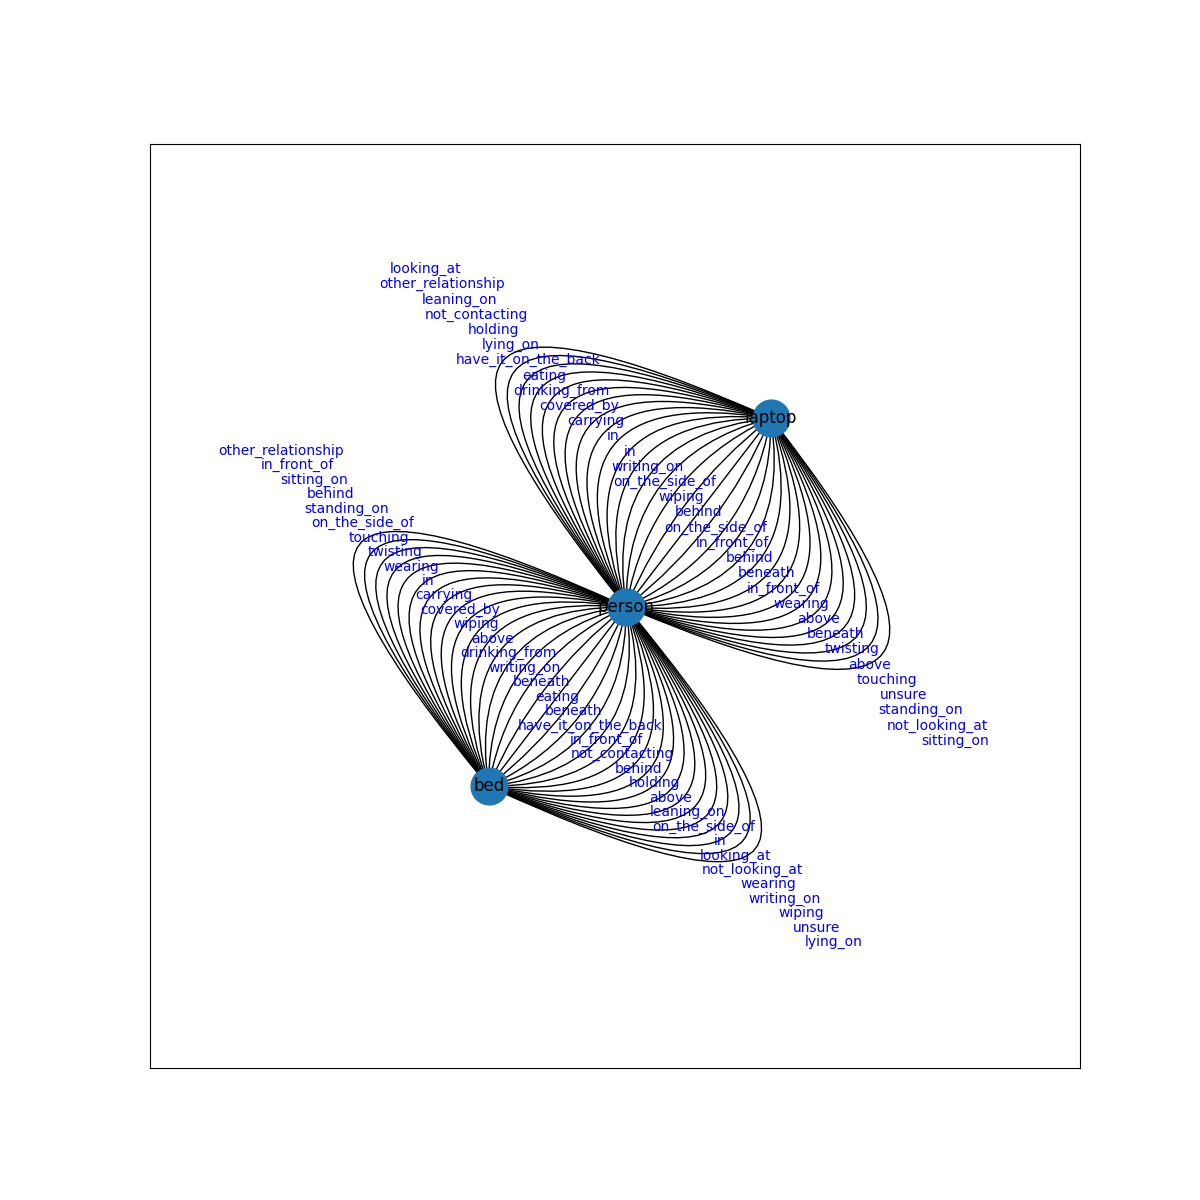 looking_at
other_relationship
leaning_on
not_contacting
holding
lying_on
have_it_on_the_back
eating
drinking_from
covered_by
carrying
in
in
writing_on
on_the_side_of
wiping
behind
on_the_side_of
in_front_of
behind
beneath
in_front_of
wearing
above
beneath
twisting
above
touching
unsure
standing_on
not_looking_at
sitting_on
laptop
person
bed
other_relationship
in_front_of
sitting_on
behind
standing_on
on_the_side_of
touching
twisting
wearing
in
carrying
covered_by
wiping
above
drinking_from
writing_on
beneath
eating
beneath
have_it_on_the_back
in_front_of
not_contacting
behind
holding
above
leaning_on
on_the_side_of
in
looking_at
not_looking_at
wearing
writing_on
wiping
unsure
lying_on